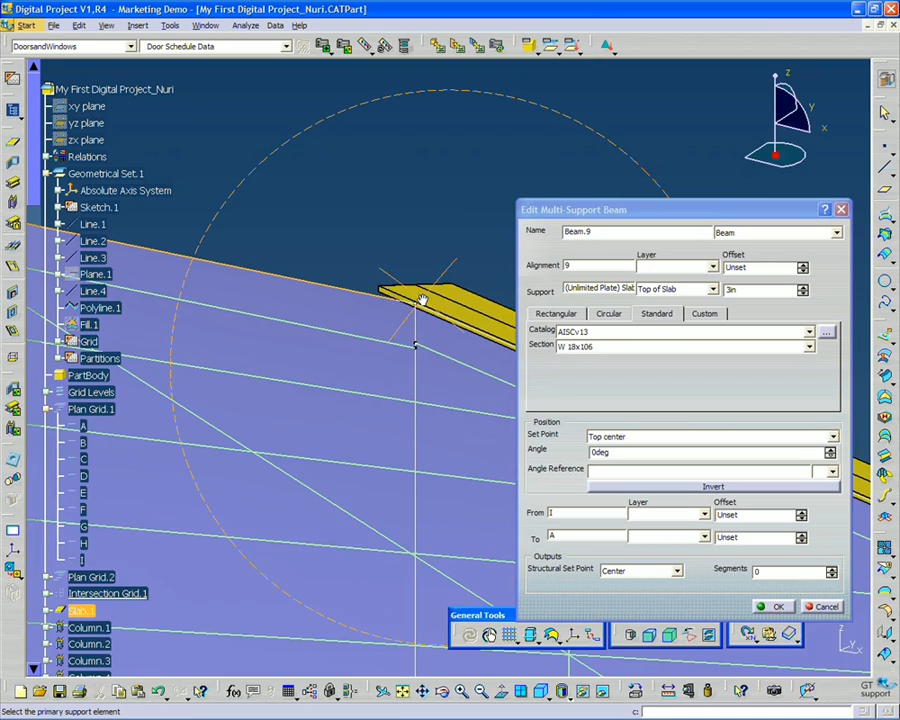 Digital Project V1,R4 - Marketing Demo - [My First Digital Project_Nuri.CATPart]
Start File Edit View Insert Tools Window Analyze Data Help
DoorsandWindows Door Schedule Data
My First Digital Project_Nuri
xy plane
yz plane
zx plane
Relations
Geometrical Set.1
Absolute Axis System
Sketch.1
Line.1
Line.2
Line.3
Plane.1
Line.4
Polyline.1
Fill.1
Grid
Partitions
PartBody
Grid Levels
Plan Grid.1
A
B
C
D
E
F
G
H
I
Plan Grid.2
Intersection Grid.1
Slab.1
Column.1
Column.2
Column.3
z
y
x
Edit Multi-Support Beam
Name Beam.9 Beam
Layer Offset
Alignment 9 Unset
Support (Unlimited Plate) Slab Top of Slab 3in
Rectangular Circular Standard Custom
Catalog AISCv13 ...
Section W 18x106
Position
Set Point Top center
Angle 0deg
Angle Reference
Invert
Layer Offset
From I Unset
To A Unset
Outputs
Structural Set Point Center Segments 0
OK Cancel
General Tools
z
y
x
GT
support
Select the primary support element c: